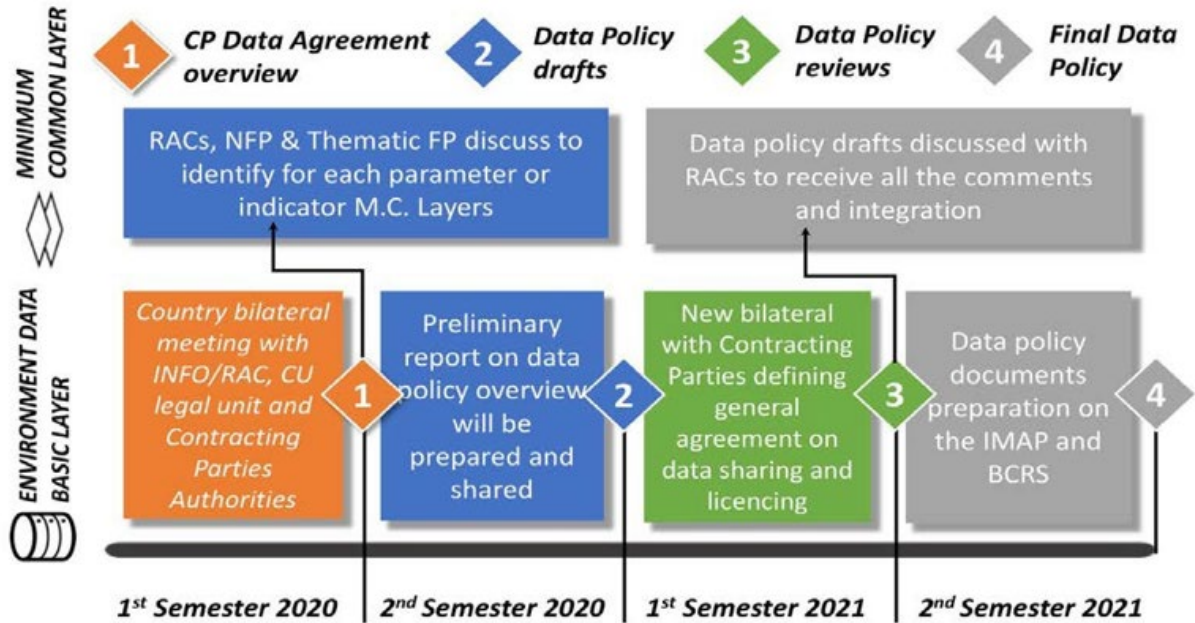 1
CP Data Agreement
overview
2
Data Policy
drafts
3
Data Policy
reviews
4
Final Data
Policy
MINIMUM
COMMON LAYER
RACs, NFP & Thematic FP discuss to
identify for each parameter or
indicator M.C. Layers
Data policy drafts discussed with
RACs to receive all the comments
and integration
ENVIRONMENT DATA
BASIC LAYER
Country bilateral
meeting with
INFO/RAC, CU
legal unit and
Contracting
Parties
Authorities
1
Preliminary
report on data
policy overview
will be
prepared and
shared
2
New bilateral
with Contracting
Parties defining
general
agreement on
data sharing and
licencing
3
Data policy
documents
preparation on
the IMAP and
BCRS
4
1st Semester 2020
2nd Semester 2020
1st Semester 2021
2nd Semester 2021